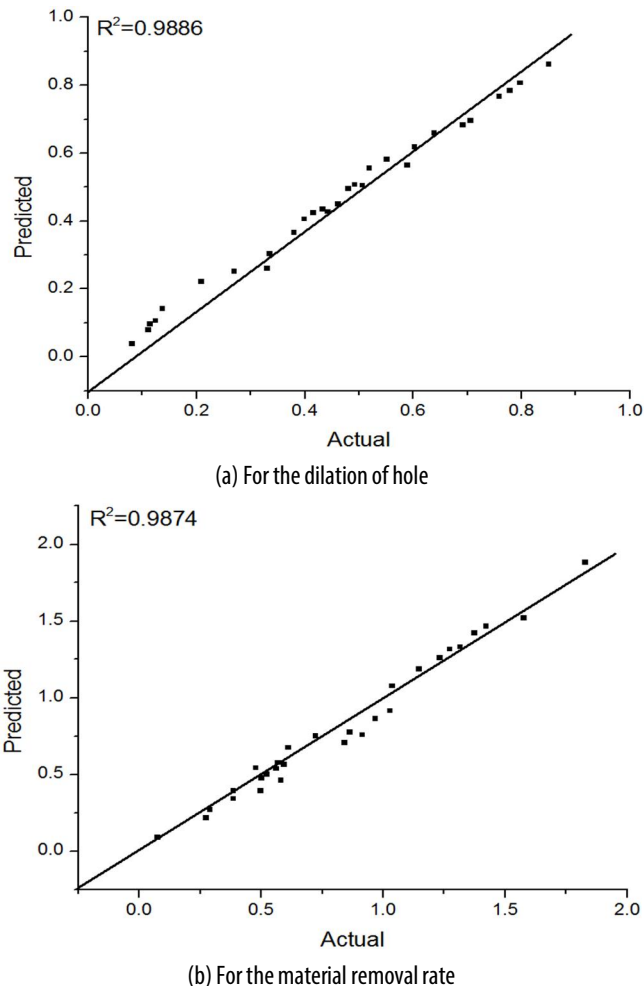 R²=0.9886
1.0
0.8
0.6
0.4
0.2
0.0
Predicted
0.0 0.2 0.4 0.6 0.8 1.0
Actual
(a) For the dilation of hole
R²=0.9874
2.0
1.5
1.0
0.5
0.0
Predicted
0.0 0.5 1.0 1.5 2.0
Actual
(b) For the material removal rate